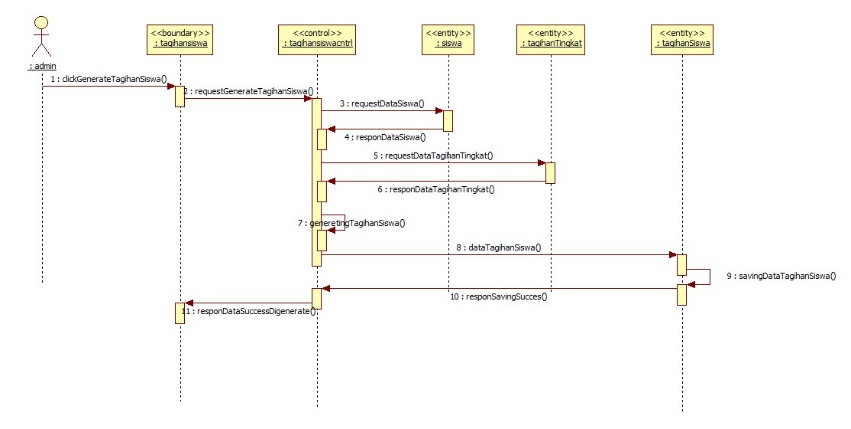 <<boundary>>
: tagihansiswa
<<control>>
: tagihansiswacntrl
<<entity>>
: siswa
<<entity>>
: tagihanTingkat
<<entity>>
: tagihanSiswa
: admin
1 : clickGenerateTagihanSiswa()
2 : requestGenerateTagihanSiswa()
3 : requestDataSiswa()
4 : responDataSiswa()
5 : requestDataTagihanTingkat()
6 : responDataTagihanTingkat()
7 : generetingTagihanSiswa()
8 : dataTagihanSiswa()
9 : savingDataTagihanSiswa()
10 : responSavingSucces()
11 : responDataSuccessDigenerate()